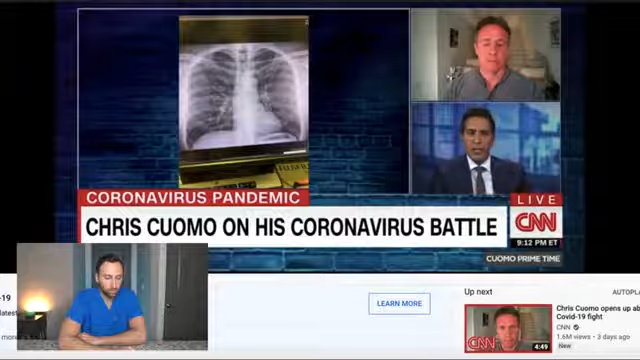 CORONAVIRUS PANDEMIC
CHRIS CUOMO ON HIS CORONAVIRUS BATTLE
LIVE
CNN
9:12 PM ET
CUOMO PRIME TIME
-19
LEARN MORE
Up next
AUTOPLA
Chris Cuomo opens up ab
Covid-19 fight
CNN
1.6M views • 3 days ago
New
CNN
4:49